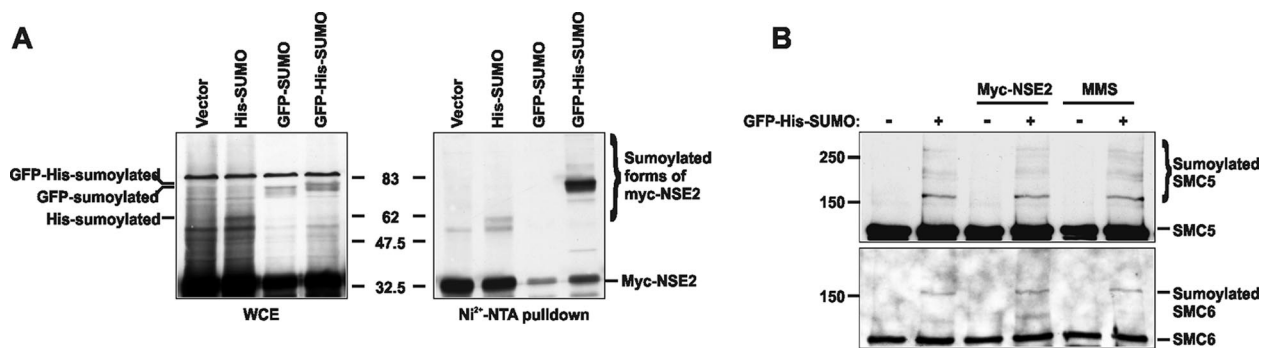 A
Vector
His-SUMO
GFP-SUMO
GFP-His-SUMO
GFP-His-sumoylated
GFP-sumoylated
His-sumoylated
83
62
47.5
32.5
WCE
Vector
His-SUMO
GFP-SUMO
GFP-His-SUMO
Sumoylated
forms of
myc-NSE2
Myc-NSE2
Ni²⁺-NTA pulldown
B
Myc-NSE2 MMS
GFP-His-SUMO: - + - + - +
250
150
Sumoylated
SMC5
SMC5
150
Sumoylated
SMC6
SMC6